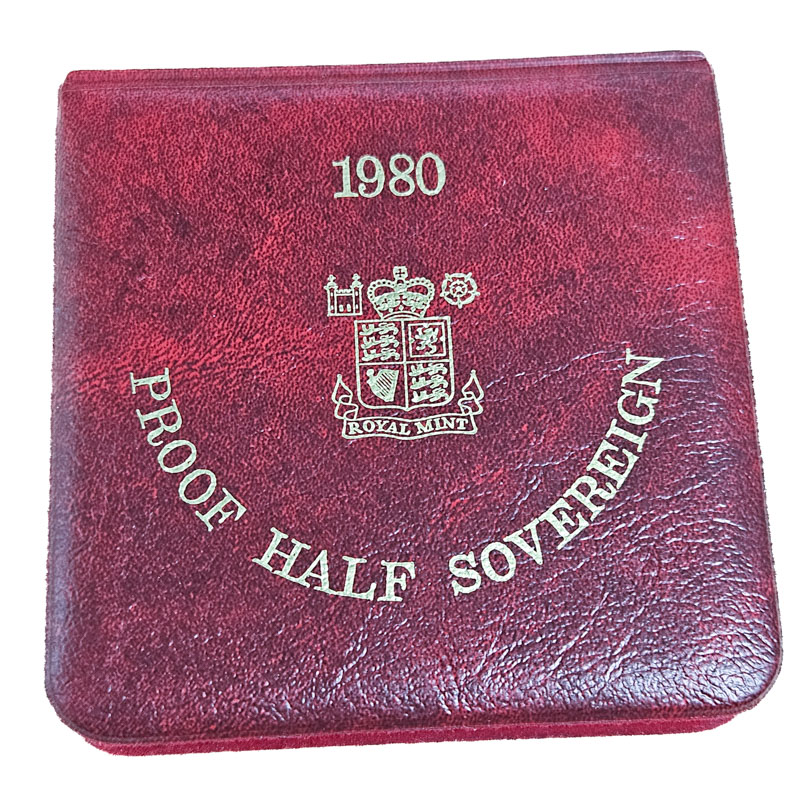 1980
ROYAL MINT
PROOF HALF SOVEREIGN